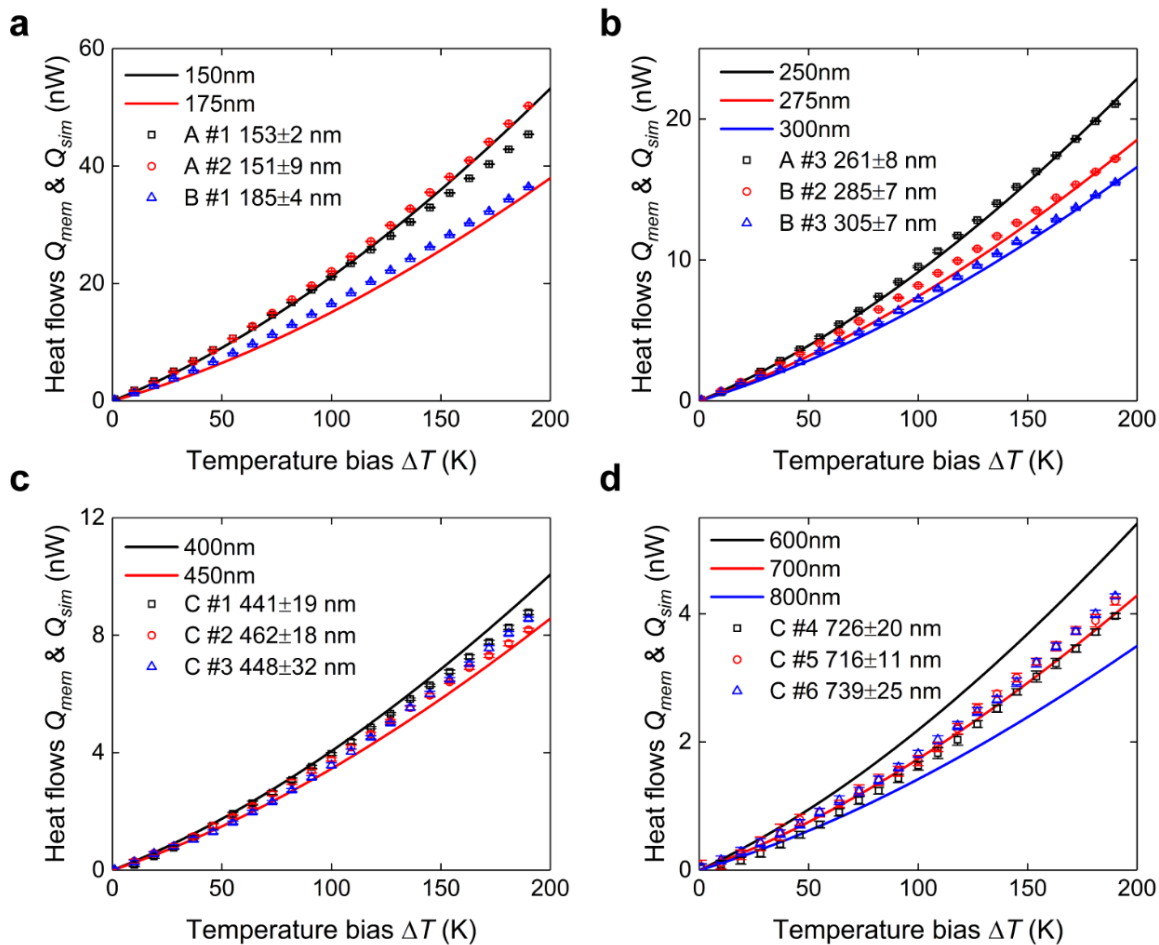 a
60
40
20
0
Heat flows Q_mem & Q_sim (nW)
150nm
175nm
A #1 153±2 nm
A #2 151±9 nm
B #1 185±4 nm
0 50 100 150 200
Temperature bias ΔT (K)
b
20
10
0
Heat flows Q_mem & Q_sim (nW)
250nm
275nm
300nm
A #3 261±8 nm
B #2 285±7 nm
B #3 305±7 nm
0 50 100 150 200
Temperature bias ΔT (K)
c
12
8
4
0
Heat flows Q_mem & Q_sim (nW)
400nm
450nm
C #1 441±19 nm
C #2 462±18 nm
C #3 448±32 nm
0 50 100 150 200
Temperature bias ΔT (K)
d
4
2
0
Heat flows Q_mem & Q_sim (nW)
600nm
700nm
800nm
C #4 726±20 nm
C #5 716±11 nm
C #6 739±25 nm
0 50 100 150 200
Temperature bias ΔT (K)